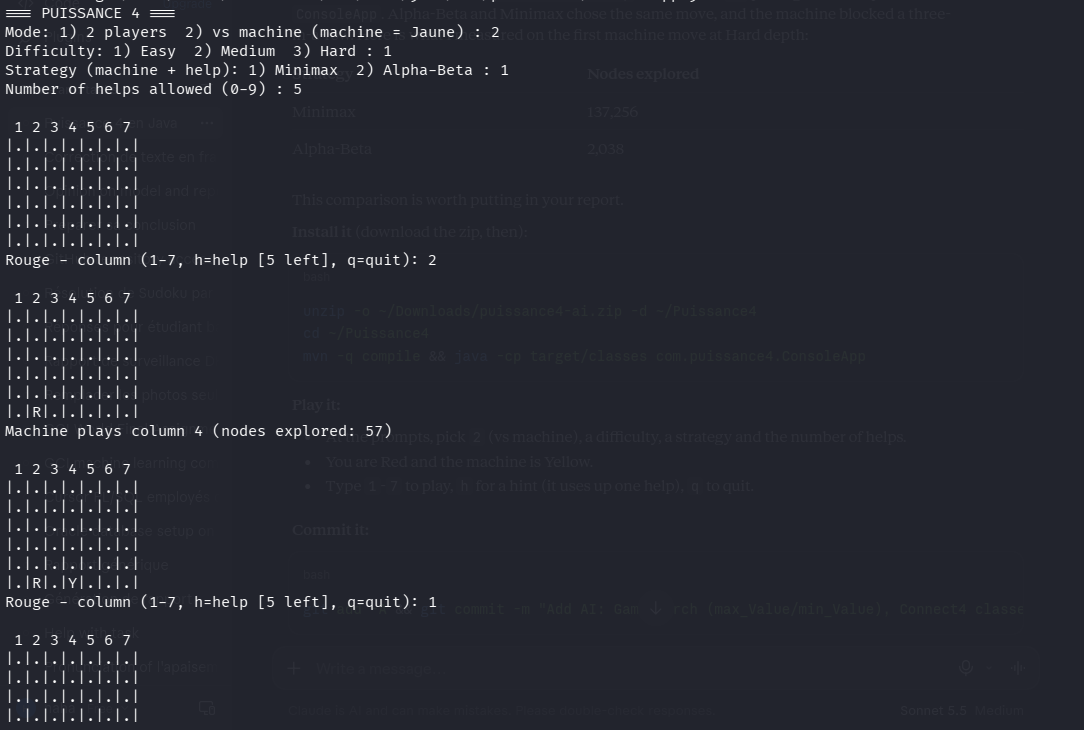 === PUISSANCE 4 ===
Mode: 1) 2 players  2) vs machine (machine = Jaune) : 2
Difficulty: 1) Easy  2) Medium  3) Hard : 1
Strategy (machine + help): 1) Minimax  2) Alpha-Beta : 1
Number of helps allowed (0-9) : 5
 1 2 3 4 5 6 7
|.|.|.|.|.|.|.|
|.|.|.|.|.|.|.|
|.|.|.|.|.|.|.|
|.|.|.|.|.|.|.|
|.|.|.|.|.|.|.|
|.|.|.|.|.|.|.|
Rouge - column (1-7, h=help [5 left], q=quit): 2
 1 2 3 4 5 6 7
|.|.|.|.|.|.|.|
|.|.|.|.|.|.|.|
|.|.|.|.|.|.|.|
|.|.|.|.|.|.|.|
|.|.|.|.|.|.|.|
|.|R|.|.|.|.|.|
Machine plays column 4 (nodes explored: 57)
 1 2 3 4 5 6 7
|.|.|.|.|.|.|.|
|.|.|.|.|.|.|.|
|.|.|.|.|.|.|.|
|.|.|.|.|.|.|.|
|.|.|.|.|.|.|.|
|.|R|.|Y|.|.|.|
Rouge - column (1-7, h=help [5 left], q=quit): 1
 1 2 3 4 5 6 7
|.|.|.|.|.|.|.|
|.|.|.|.|.|.|.|
|.|.|.|.|.|.|.|
|.|.|.|.|.|.|.|
ConsoleApp. Alpha-Beta and Minimax chose the same move, and the machine blocked a three-
on the first machine move at Hard depth:
Nodes explored
Minimax 137,256
Alpha-Beta 2,038
This comparison is worth putting in your report.
Install it (download the zip, then):
bash
unzip -o ~/Downloads/puissance4-ai.zip -d ~/Puissance4
cd ~/Puissance4
mvn -q compile && java -cp target/classes com.puissance4.ConsoleApp
Play it:
prompts, pick 2 (vs machine), a difficulty, a strategy and the number of helps.
You are Red and the machine is Yellow.
Type 1-7 to play, h for a hint (it uses up one help), q to quit.
Commit it:
bash
git commit -m "Add AI: Gam rch (max_Value/min_Value), Connect4 classe
Write a message...
Sonnet 5.5 Medium